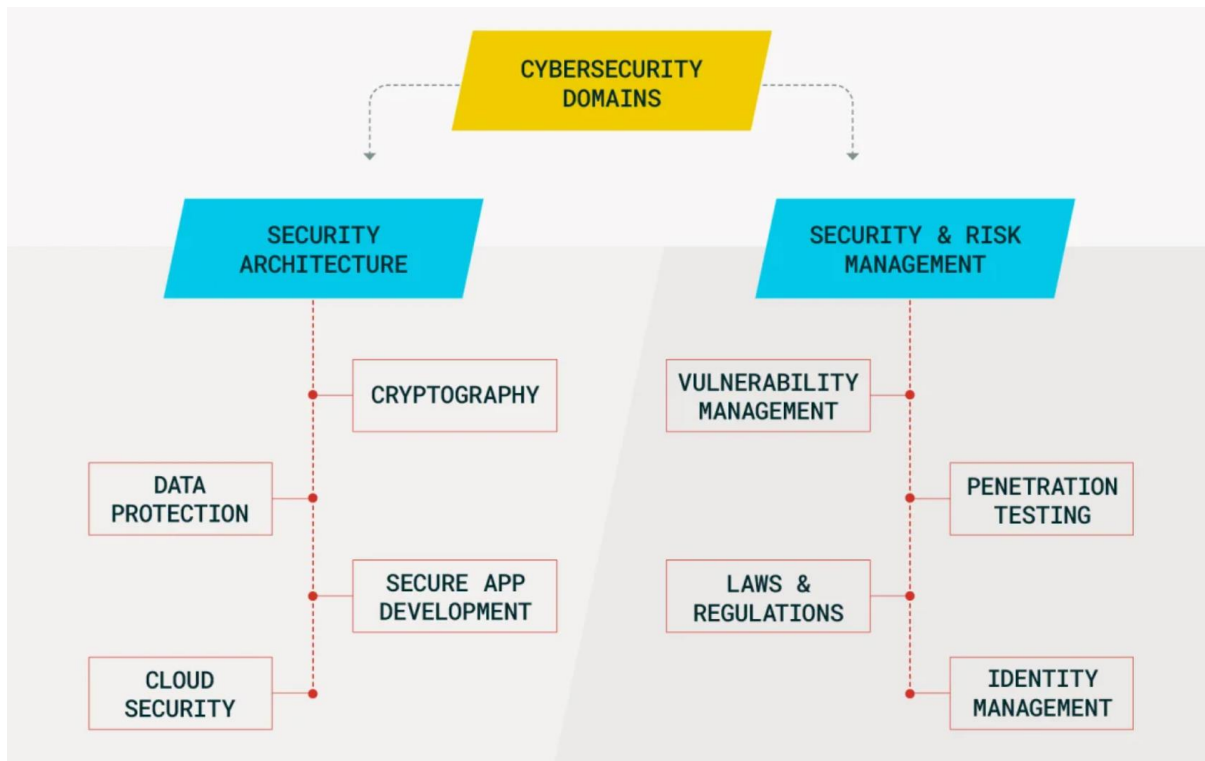 CYBERSECURITY
DOMAINS
SECURITY
ARCHITECTURE
CRYPTOGRAPHY
DATA
PROTECTION
SECURE APP
DEVELOPMENT
CLOUD
SECURITY
SECURITY & RISK
MANAGEMENT
VULNERABILITY
MANAGEMENT
PENETRATION
TESTING
LAWS &
REGULATIONS
IDENTITY
MANAGEMENT